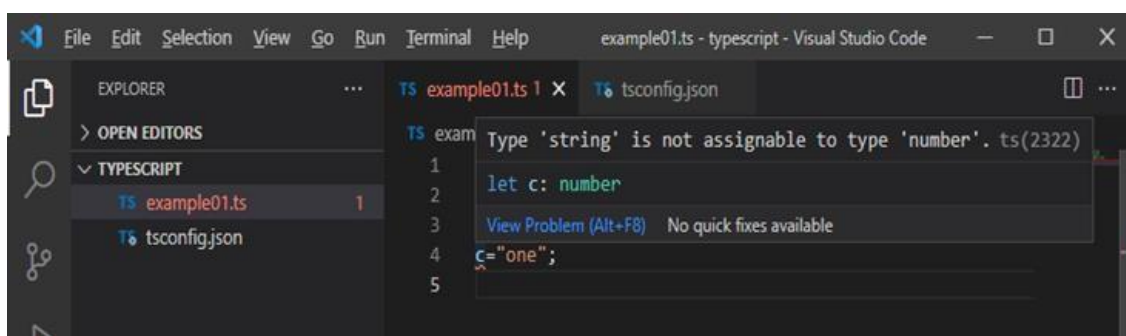 File Edit Selection View Go Run Terminal Help example01.ts - typescript - Visual Studio Code
EXPLORER
TS example01.ts 1
tsconfig.json
OPEN EDITORS
TYPESCRIPT
TS example01.ts 1
TS tsconfig.json
TS exam
Type 'string' is not assignable to type 'number'. ts(2322)
let c: number
View Problem (Alt+F8) No quick fixes available
1
2
3
4 c="one";
5